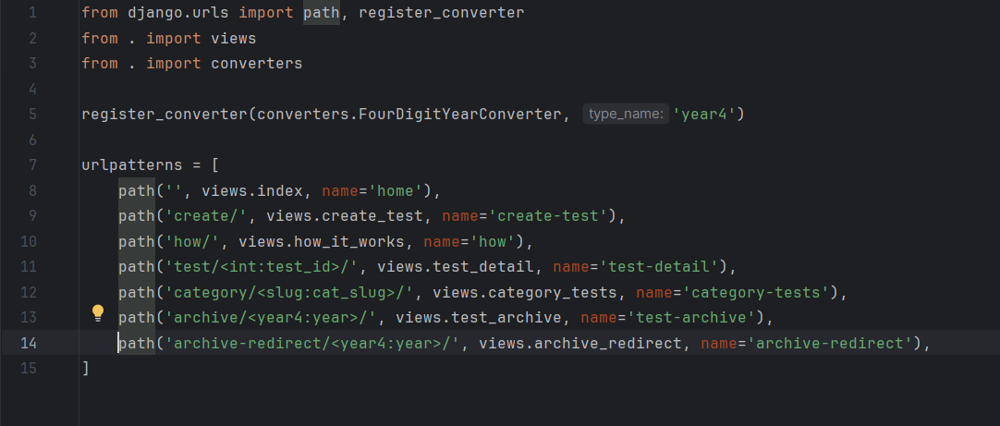 1 from django.urls import path, register_converter
2 from . import views
3 from . import converters
4
5 register_converter(converters.FourDigitYearConverter, type_name: 'year4')
6
7 urlpatterns = [
8     path('', views.index, name='home'),
9     path('create/', views.create_test, name='create-test'),
10     path('how/', views.how_it_works, name='how'),
11     path('test/<int:test_id>/', views.test_detail, name='test-detail'),
12     path('category/<slug:cat_slug>/', views.category_tests, name='category-tests'),
13     path('archive/<year4:year>/', views.test_archive, name='test-archive'),
14     path('archive-redirect/<year4:year>/', views.archive_redirect, name='archive-redirect'),
15 ]